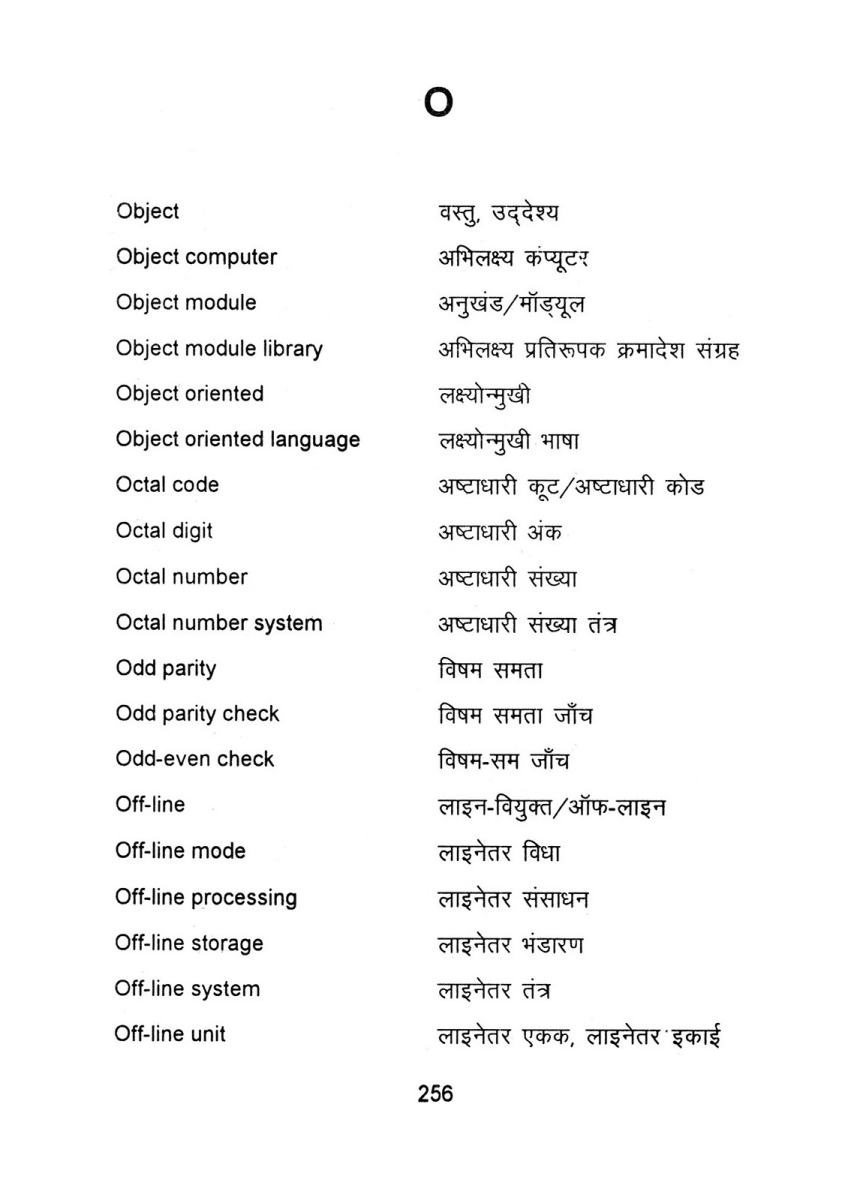 O
Object वस्तु, उद्देश्य
Object computer अभिलक्ष्य कंप्यूटर
Object module अनुखंड/मॉड्यूल
Object module library अभिलक्ष्य प्रतिरूपक क्रमादेश संग्रह
Object oriented लक्ष्योन्मुखी
Object oriented language लक्ष्योन्मुखी भाषा
Octal code अष्टाधारी कूट/अष्टाधारी कोड
Octal digit अष्टाधारी अंक
Octal number अष्टाधारी संख्या
Octal number system अष्टाधारी संख्या तंत्र
Odd parity विषम समता
Odd parity check विषम समता जाँच
Odd-even check विषम-सम जाँच
Off-line लाइन-वियुक्त/ऑफ-लाइन
Off-line mode लाइनेतर विधा
Off-line processing लाइनेतर संसाधन
Off-line storage लाइनेतर भंडारण
Off-line system लाइनेतर तंत्र
Off-line unit लाइनेतर एकक, लाइनेतर इकाई
256